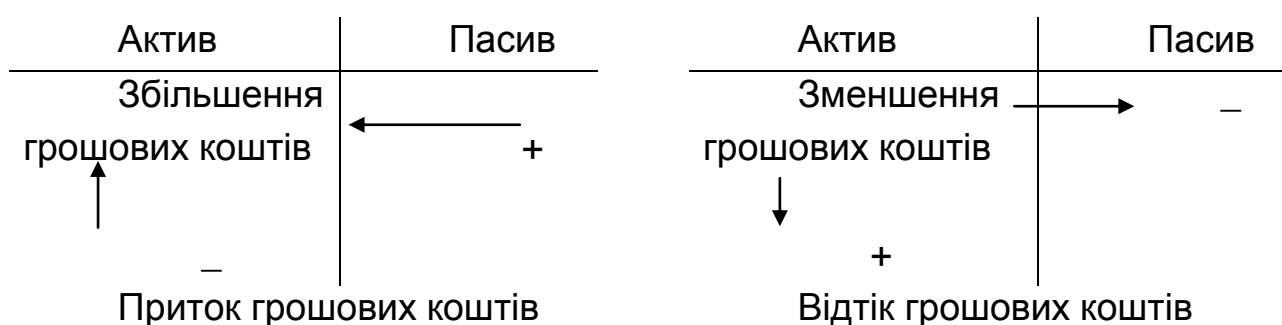 Актив Пасив Актив Пасив
Збільшення Зменшення –
грошових коштів + грошових коштів
– +
Приток грошових коштів Відтік грошових коштів